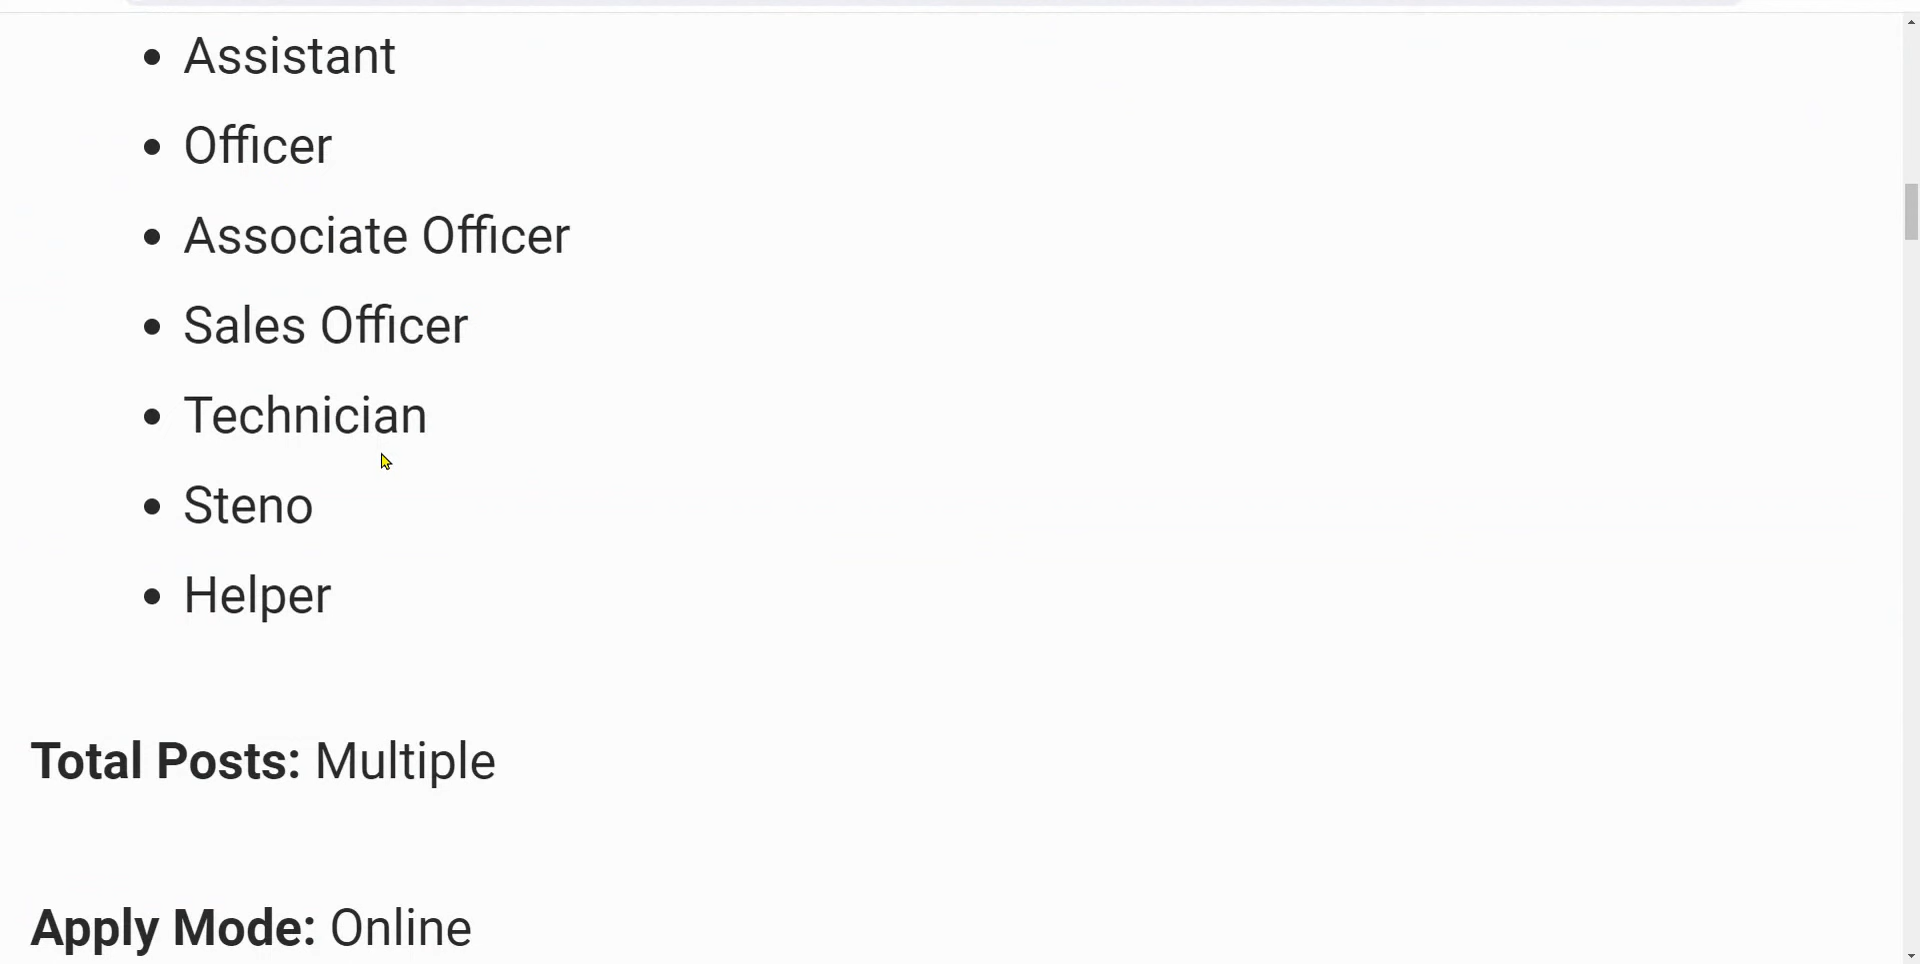 Assistant
Officer
Associate Officer
Sales Officer
Technician
Steno
Helper
Total Posts: Multiple
Apply Mode: Online